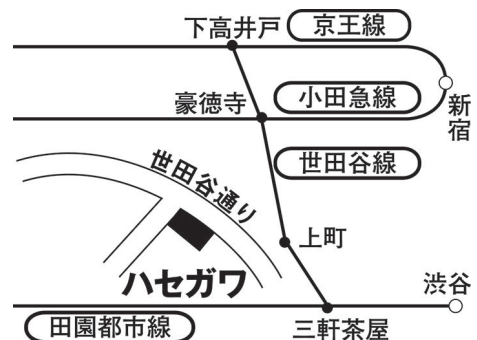 下高井戸
京王線
豪徳寺
小田急線
新宿
世田谷線
世田谷通り
上町
ハセガワ
渋谷
田園都市線
三軒茶屋